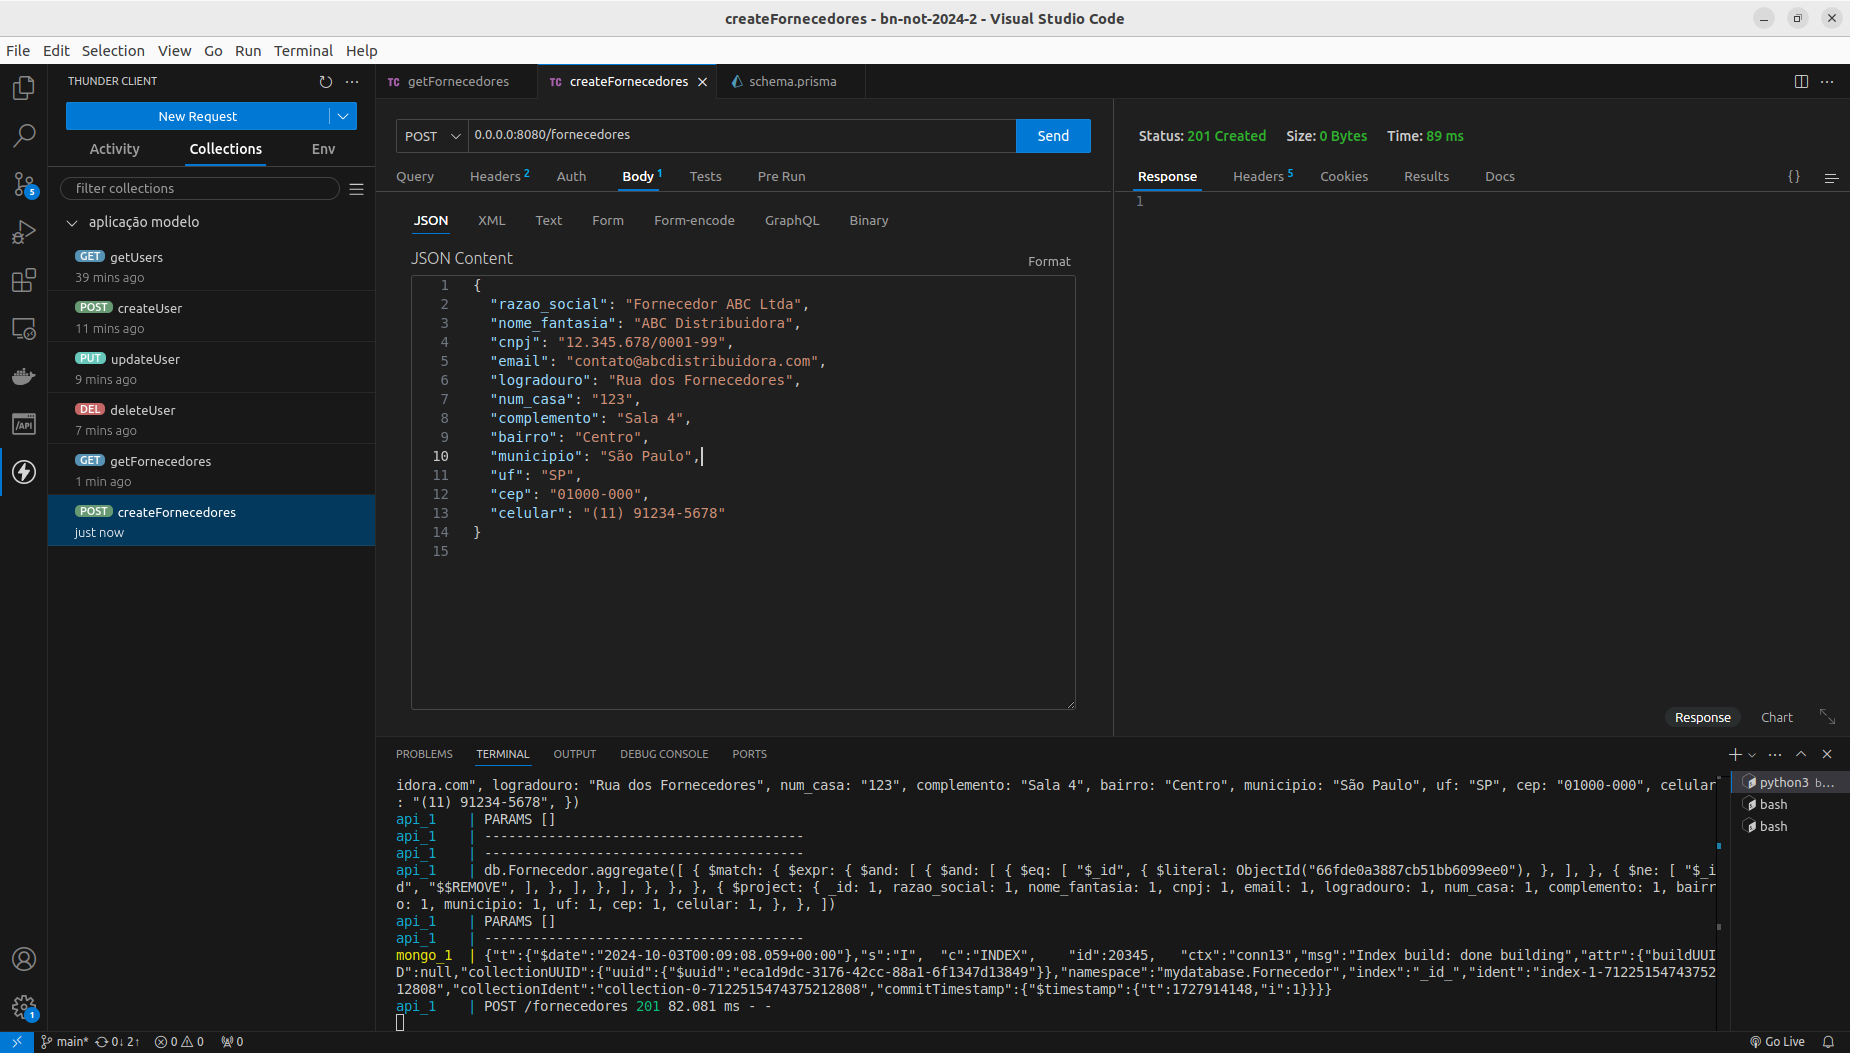 createFornecedores - bn-not-2024-2 - Visual Studio Code
File Edit Selection View Go Run Terminal Help
THUNDER CLIENT
New Request
Activity Collections Env
filter collections
aplicação modelo
GET getUsers
39 mins ago
POST createUser
11 mins ago
PUT updateUser
9 mins ago
DEL deleteUser
7 mins ago
GET getFornecedores
1 min ago
POST createFornecedores
just now
TC getFornecedores TC createFornecedores schema.prisma
POST 0.0.0.0:8080/fornecedores Send
Query Headers 2 Auth Body 1 Tests Pre Run
JSON XML Text Form Form-encode GraphQL Binary
JSON Content
Format
1 {
2 "razao_social": "Fornecedor ABC Ltda",
3 "nome_fantasia": "ABC Distribuidora",
4 "cnpj": "12.345.678/0001-99",
5 "email": "contato@abcdistribuidora.com",
6 "logradouro": "Rua dos Fornecedores",
7 "num_casa": "123",
8 "complemento": "Sala 4",
9 "bairro": "Centro",
10 "municipio": "São Paulo",
11 "uf": "SP",
12 "cep": "01000-000",
13 "celular": "(11) 91234-5678"
14 }
15
Status: 201 Created Size: 0 Bytes Time: 89 ms
Response Headers 5 Cookies Results Docs {}
1
Response Chart
PROBLEMS TERMINAL OUTPUT DEBUG CONSOLE PORTS
idora.com", logradouro: "Rua dos Fornecedores", num_casa: "123", complemento: "Sala 4", bairro: "Centro", municipio: "São Paulo", uf: "SP", cep: "01000-000", celular
: "(11) 91234-5678", })
api_1 | PARAMS []
api_1 | ----------------------------------------
api_1 | ----------------------------------------
api_1 | db.Fornecedor.aggregate([ { $match: { $expr: { $and: [ { $and: [ { $eq: [ "$_id", { $literal: ObjectId("66fde0a3887cb51bb6099ee0"), }, ], }, { $ne: [ "$_i
d", "$$REMOVE", ], }, ], }, ], }, }, }, { $project: { _id: 1, razao_social: 1, nome_fantasia: 1, cnpj: 1, email: 1, logradouro: 1, num_casa: 1, complemento: 1, bairr
o: 1, municipio: 1, uf: 1, cep: 1, celular: 1, }, }, ])
api_1 | PARAMS []
api_1 | ----------------------------------------
mongo_1 | {"t":{"$date":"2024-10-03T00:09:08.059+00:00"},"s":"I", "c":"INDEX", "id":20345, "ctx":"conn13","msg":"Index build: done building","attr":{"buildUUI
D":null,"collectionUUID":{"uuid":{"$uuid":"eca1d9dc-3176-42cc-88a1-6f1347d13849"}},"namespace":"mydatabase.Fornecedor","index":"_id_","ident":"index-1-71225154743752
12808","collectionIdent":"collection-0-7122515474375212808","commitTimestamp":{"$timestamp":{"t":1727914148,"i":1}}}}
api_1 | POST /fornecedores 201 82.081 ms - -
python3 b...
bash
bash
main* 0↓ 2↑ 0 0 0
Go Live
5
1